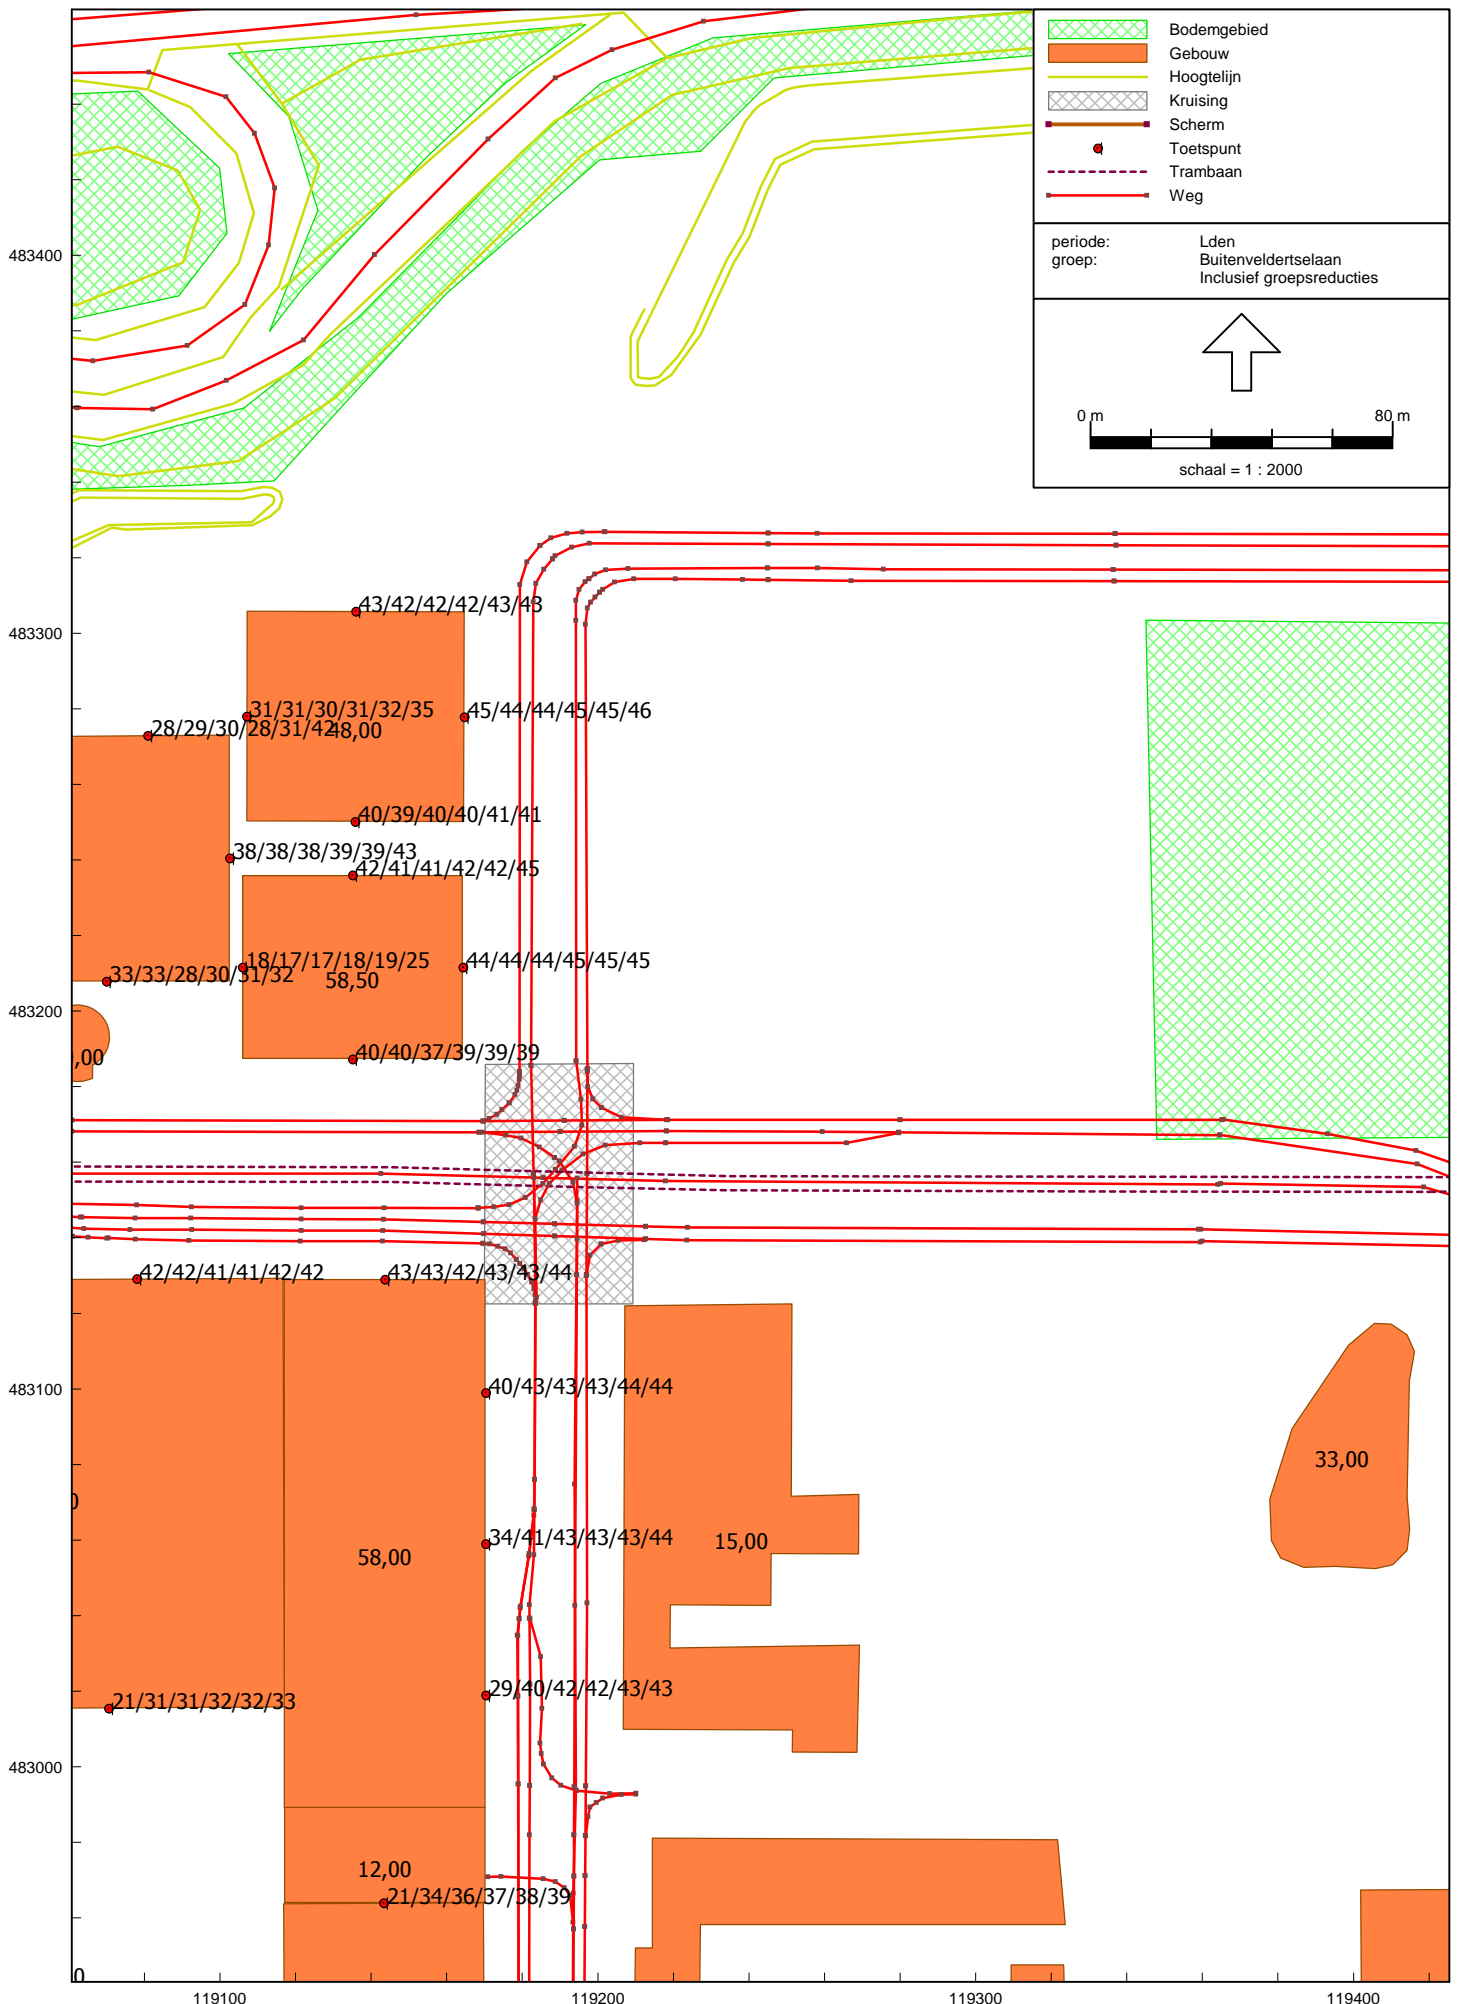 Bodemgebied
Gebouw
Hoogtelijn
Kruising
Scherm
Toetspunt
Trambaan
Weg
periode: Lden
groep: Buitenveldertselaan
Inclusief groepsreducties
0 m 80 m
schaal = 1 : 2000
483400
483300
483200
483100
483000
43/42/42/42/43/43
31/31/30/31/32/35
45/44/44/45/45/46
28/29/30/28/31/42
48,00
40/39/40/40/41/41
38/38/38/39/39/43
42/41/41/42/42/45
18/17/17/18/19/25
44/44/44/45/45/45
33/33/28/30/31/32
58,50
40/40/37/39/39/39
,00
42/42/41/41/42/42
43/43/42/43/43/44
40/43/43/43/44/44
33,00
0
34/41/43/43/43/44
15,00
58,00
29/40/42/42/43/43
21/31/31/32/32/33
12,00
21/34/36/37/38/39
0
119100
119200
119300
119400